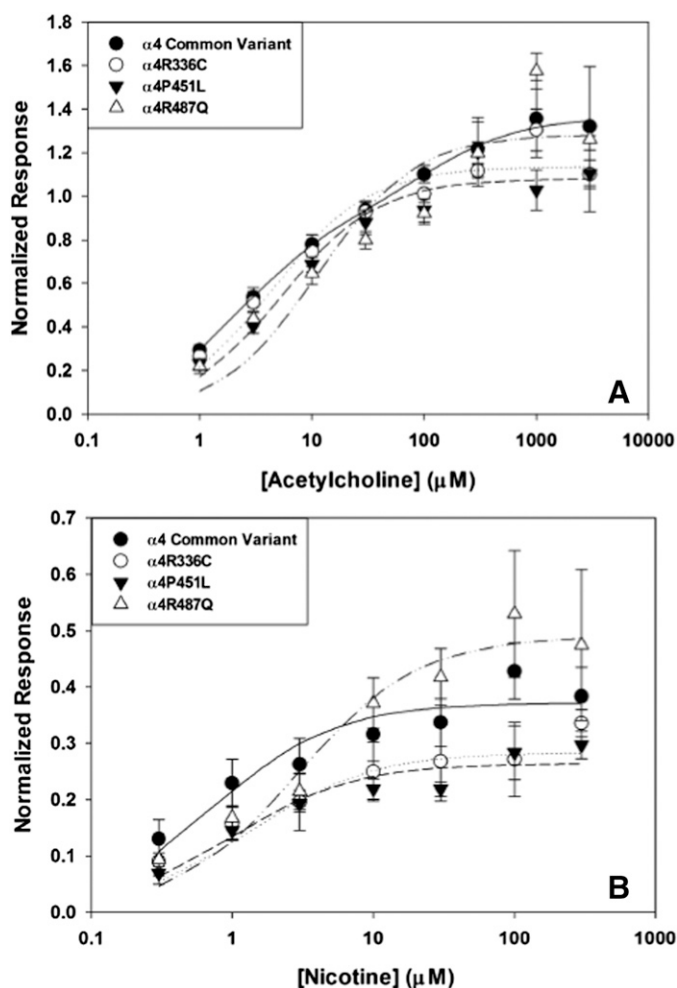 1.8
1.6
1.4
1.2
1.0
0.8
0.6
0.4
0.2
0.0
Normalized Response
α4 Common Variant
α4R336C
α4P451L
α4R487Q
A
0.1 1 10 100 1000 10000
[Acetylcholine] (μM)
0.7
0.6
0.5
0.4
0.3
0.2
0.1
0.0
Normalized Response
α4 Common Variant
α4R336C
α4P451L
α4R487Q
B
0.1 1 10 100 1000
[Nicotine] (μM)